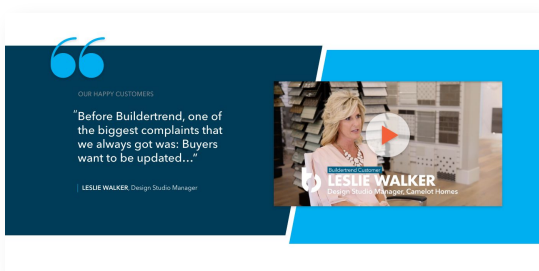 OUR HAPPY CUSTOMERS
“Before Buildertrend, one of
the biggest complaints that
we always got was: Buyers
want to be updated…”
LESLIE WALKER, Design Studio Manager
Buildertrend Customer
LESLIE WALKER
Design Studio Manager, Camelot Homes